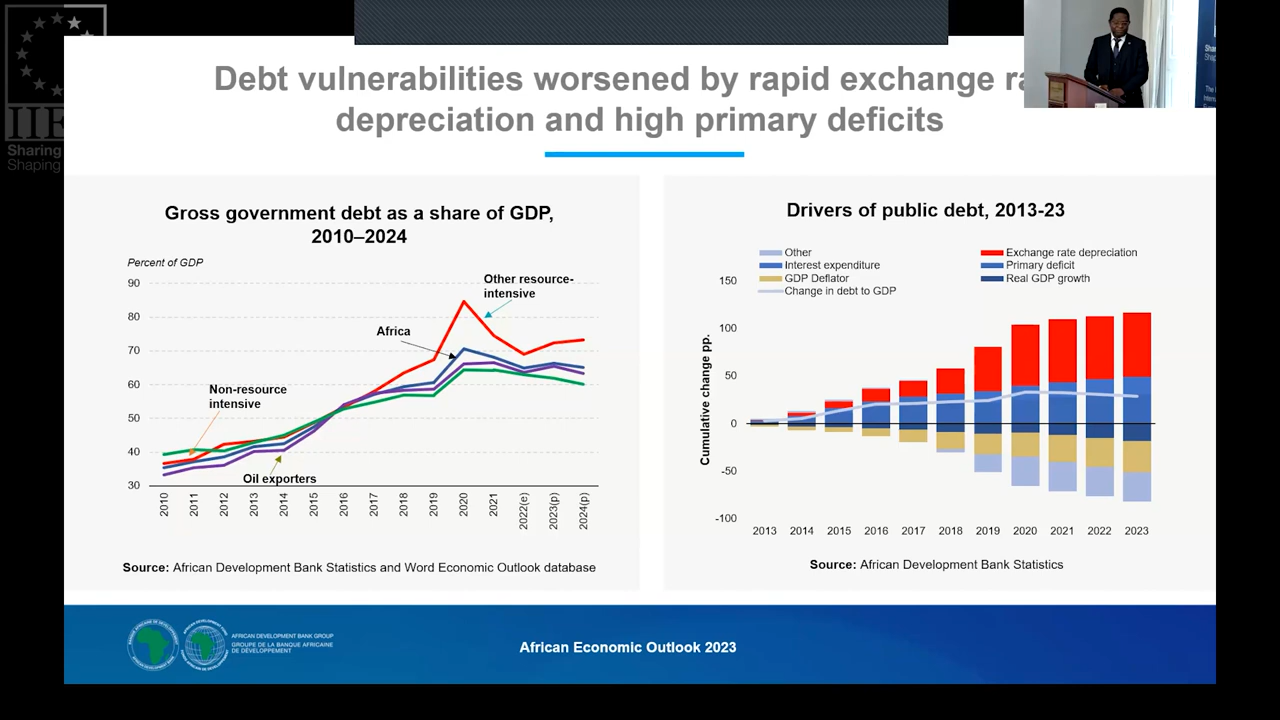 IIE
Sharing
Shaping
Debt vulnerabilities worsened by rapid exchange
depreciation and high primary deficits
Gross government debt as a share of GDP,
2010–2024
Percent of GDP
90
80
70
60
50
40
30
Other resource-
intensive
Africa
Non-resource
intensive
Oil exporters
2010
2011
2012
2013
2014
2015
2016
2017
2018
2019
2020
2021
2022(e)
2023(p)
2024(p)
Source: African Development Bank Statistics and Word Economic Outlook database
Drivers of public debt, 2013-23
Other
Exchange rate depreciation
Interest expenditure
Primary deficit
GDP Deflator
Real GDP growth
Change in debt to GDP
Cumulative change pp.
150
100
50
0
-50
-100
2013 2014 2015 2016 2017 2018 2019 2020 2021 2022 2023
Source: African Development Bank Statistics
AFRICAN DEVELOPMENT BANK GROUP
GROUPE DE LA BANQUE AFRICAINE
DE DÉVELOPPEMENT
African Economic Outlook 2023